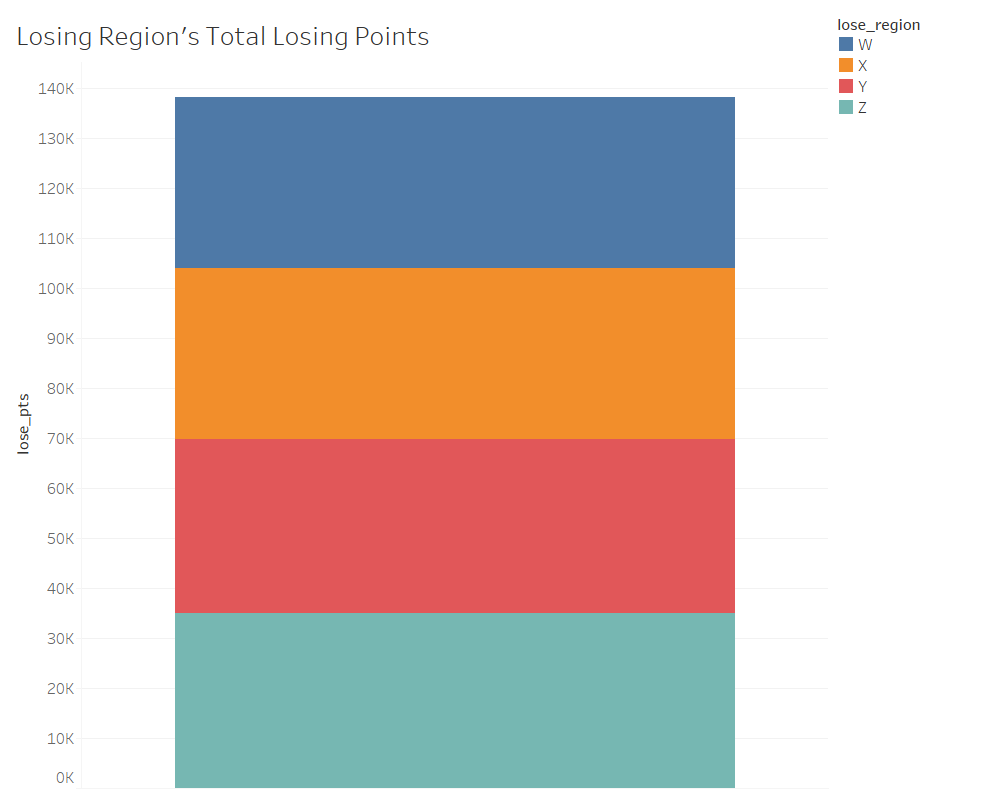 Losing Region's Total Losing Points
lose_region
W
X
Y
Z
lose_pts
140K
130K
120K
110K
100K
90K
80K
70K
60K
50K
40K
30K
20K
10K
0K